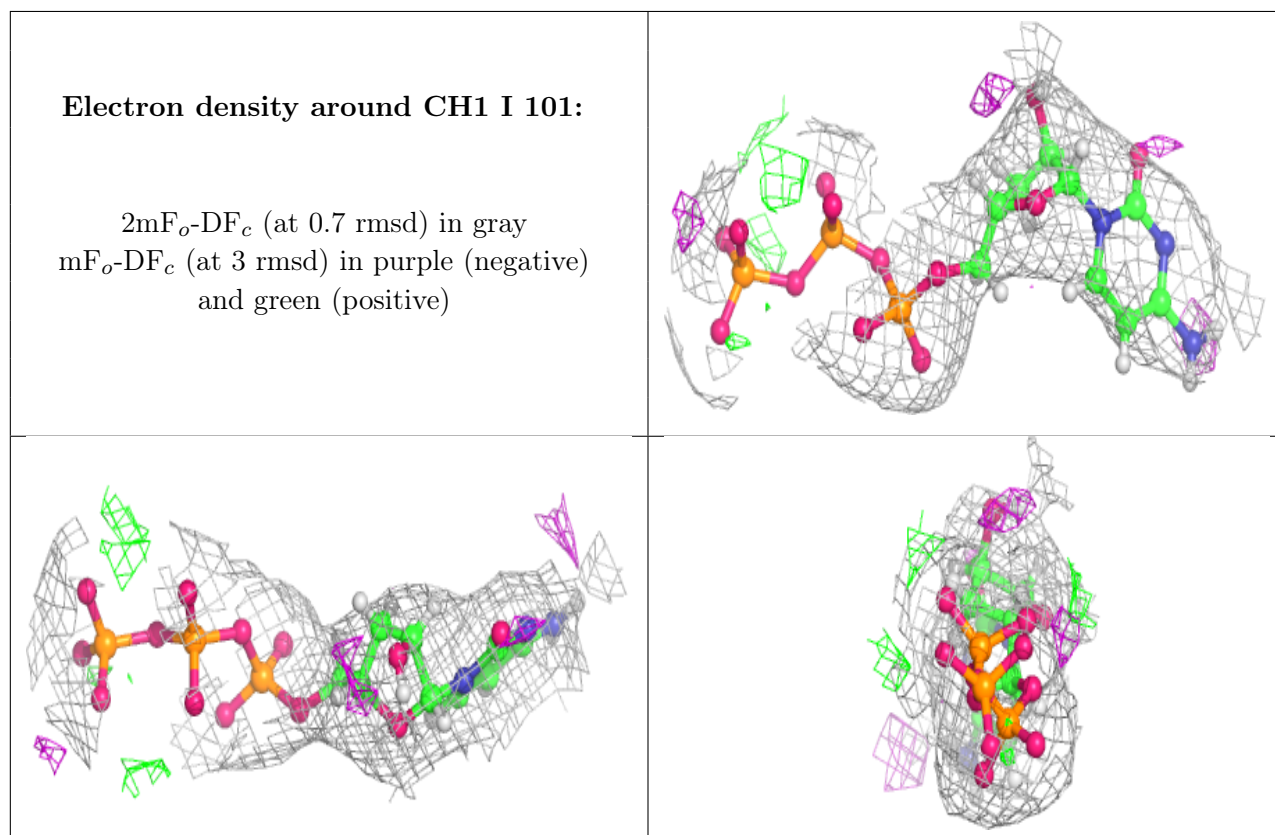 Electron density around CH1 I 101:
2mFₒ-DF𝒸 (at 0.7 rmsd) in gray
mFₒ-DF𝒸 (at 3 rmsd) in purple (negative)
and green (positive)